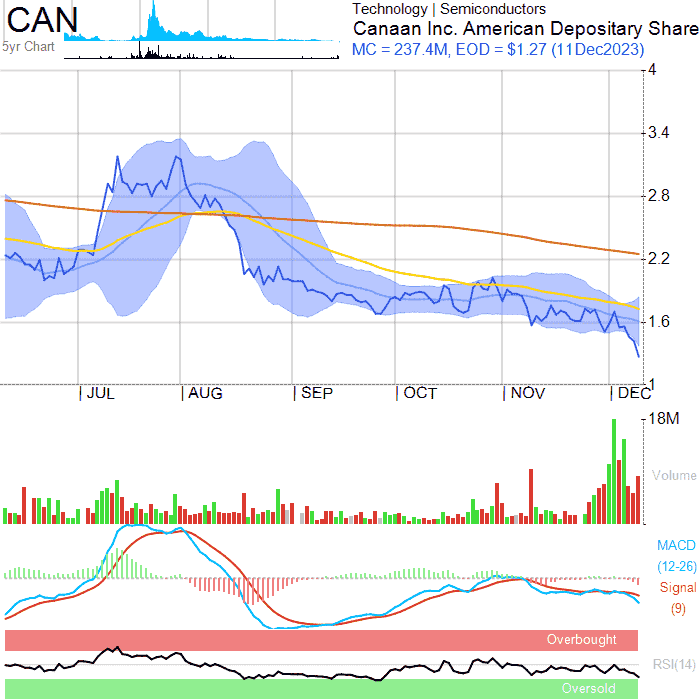 CAN
5yr Chart
Technology | Semiconductors
Canaan Inc. American Depositary Share
MC = 237.4M, EOD = $1.27 (11Dec2023)
4
3.4
2.8
2.2
1.6
1
| JUL
| AUG
| SEP
| OCT
| NOV
| DEC
18M
Volume
MACD
(12-26)
Signal
(9)
Overbought
RSI(14)
Oversold